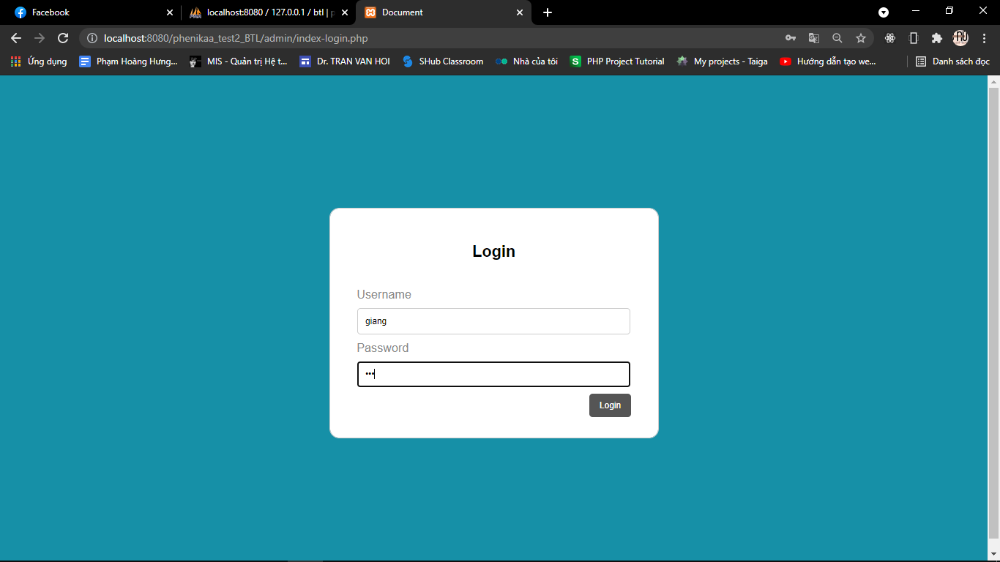 Facebook
localhost:8080 / 127.0.0.1 / btl | p
Document
localhost:8080/phenikaa_test2_BTL/admin/index-login.php
Ứng dụng
Phạm Hoàng Hưng...
MIS - Quản trị Hệ t...
Dr. TRAN VAN HOI
SHub Classroom
Nhà của tôi
PHP Project Tutorial
My projects - Taiga
Hướng dẫn tạo we...
Danh sách đọc
Login
Username
giang
Password
•••
Login